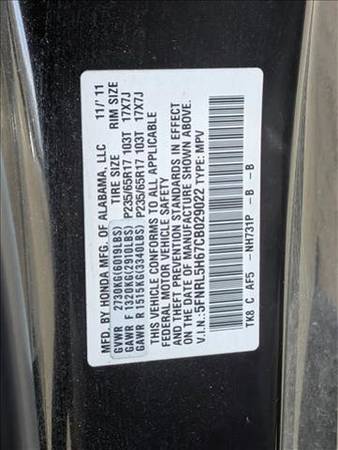 MFD. BY HONDA MFG. OF ALABAMA, LLC 11/'11
TIRE SIZE RIM SIZE
GVWR 2730KG(6019LBS)
GAWR F 1320KG(2910LBS) P235/65R17 103T 17X7J
GAWR R 1515KG(3340LBS) P235/65R17 103T 17X7J
THIS VEHICLE CONFORMS TO ALL APPLICABLE
FEDERAL MOTOR VEHICLE SAFETY
AND THEFT PREVENTION STANDARDS IN EFFECT
ON THE DATE OF MANUFACTURE SHOWN ABOVE.
V.I.N.: 5FNRL5H67CB029022 TYPE: MPV
TK8 C AF5 - NH731P - B - B